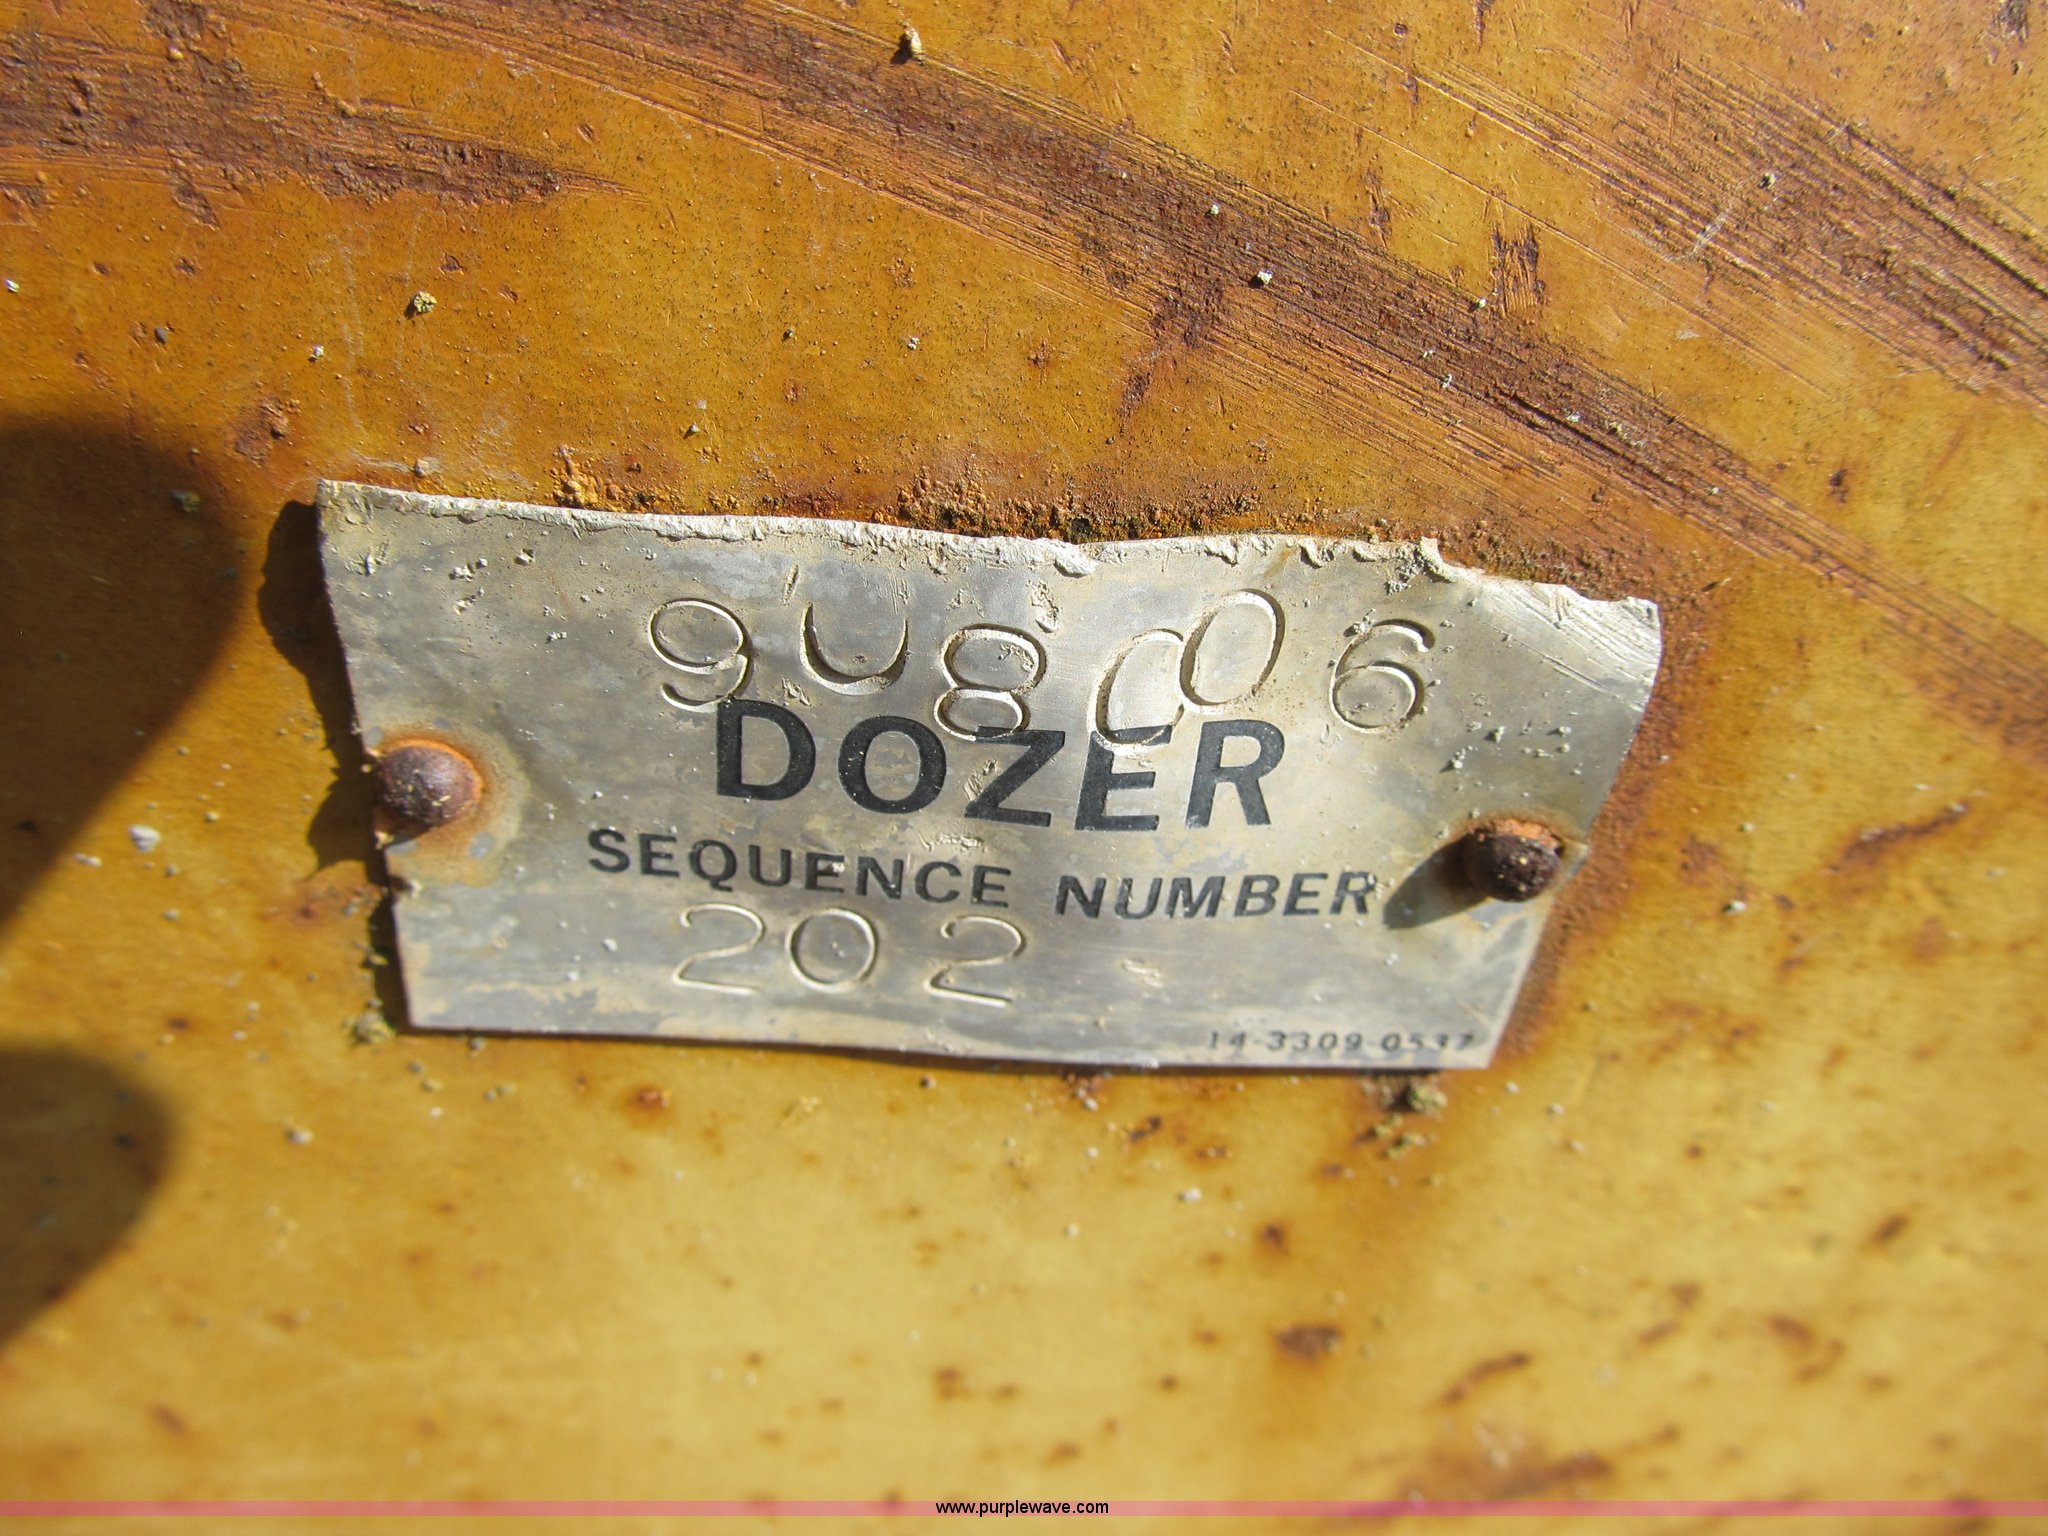 908006
DOZER
SEQUENCE NUMBER
202
14-3309-0537
www.purplewave.com